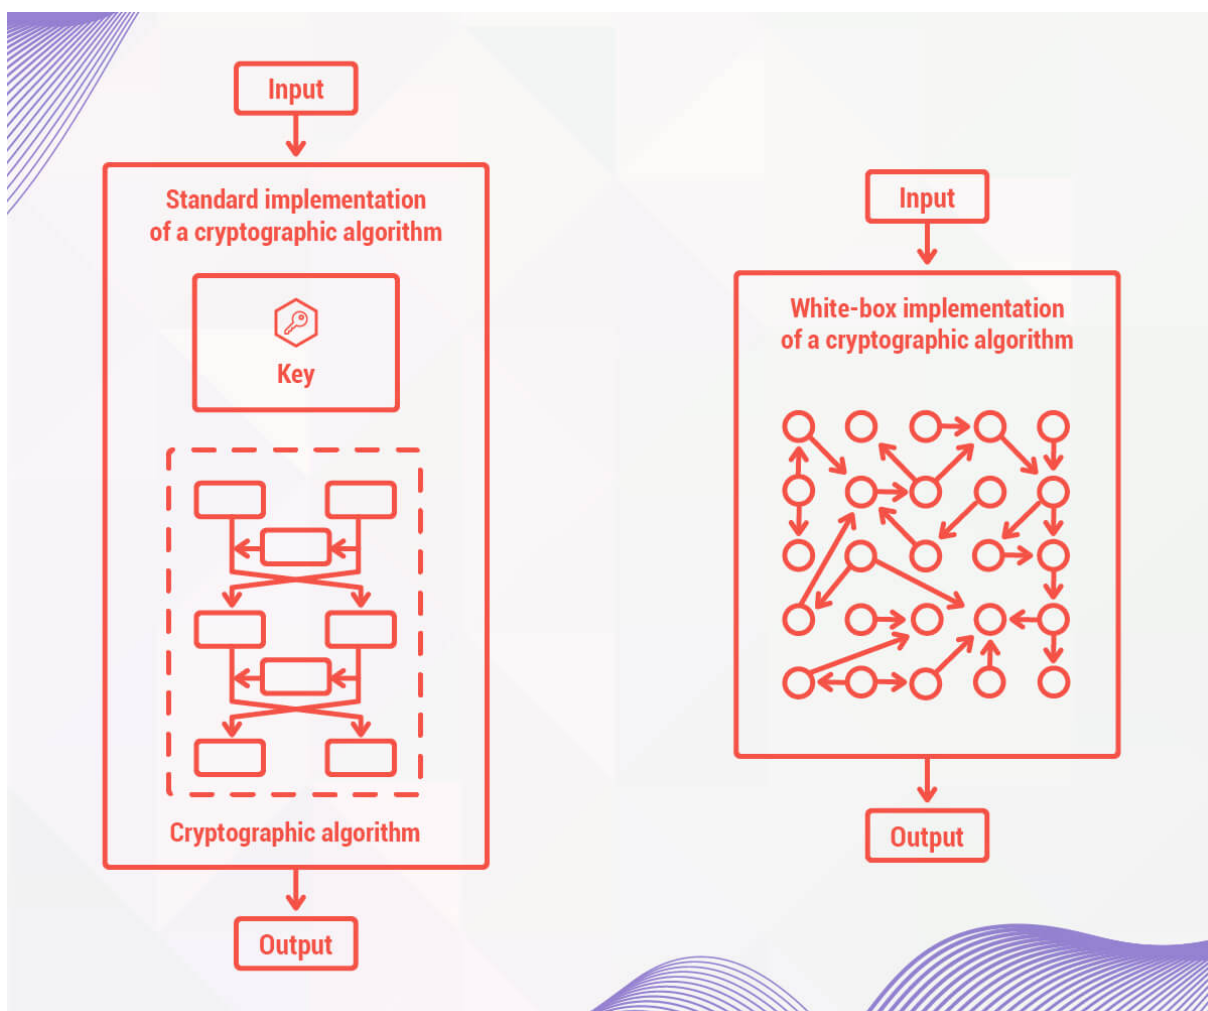 Input
Standard implementation
of a cryptographic algorithm
Key
Cryptographic algorithm
Output
Input
White-box implementation
of a cryptographic algorithm
Output